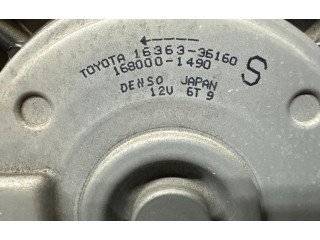 TOYOTA 16363-36160
168000-1490
S
DENSO JAPAN
12V 6T 9